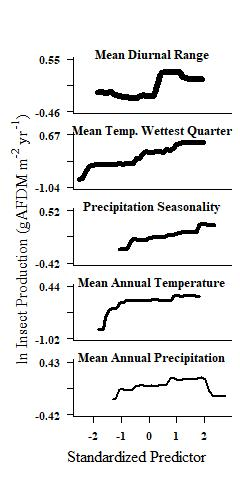 ln Insect Production (gAFDM m-2 yr-1)
Mean Diurnal Range
0.55
-0.46
Mean Temp. Wettest Quarter
0.67
-1.04
Precipitation Seasonality
0.52
-0.42
Mean Annual Temperature
0.44
-1.02
Mean Annual Precipitation
0.43
-0.42
-2 -1 0 1 2
Standardized Predictor